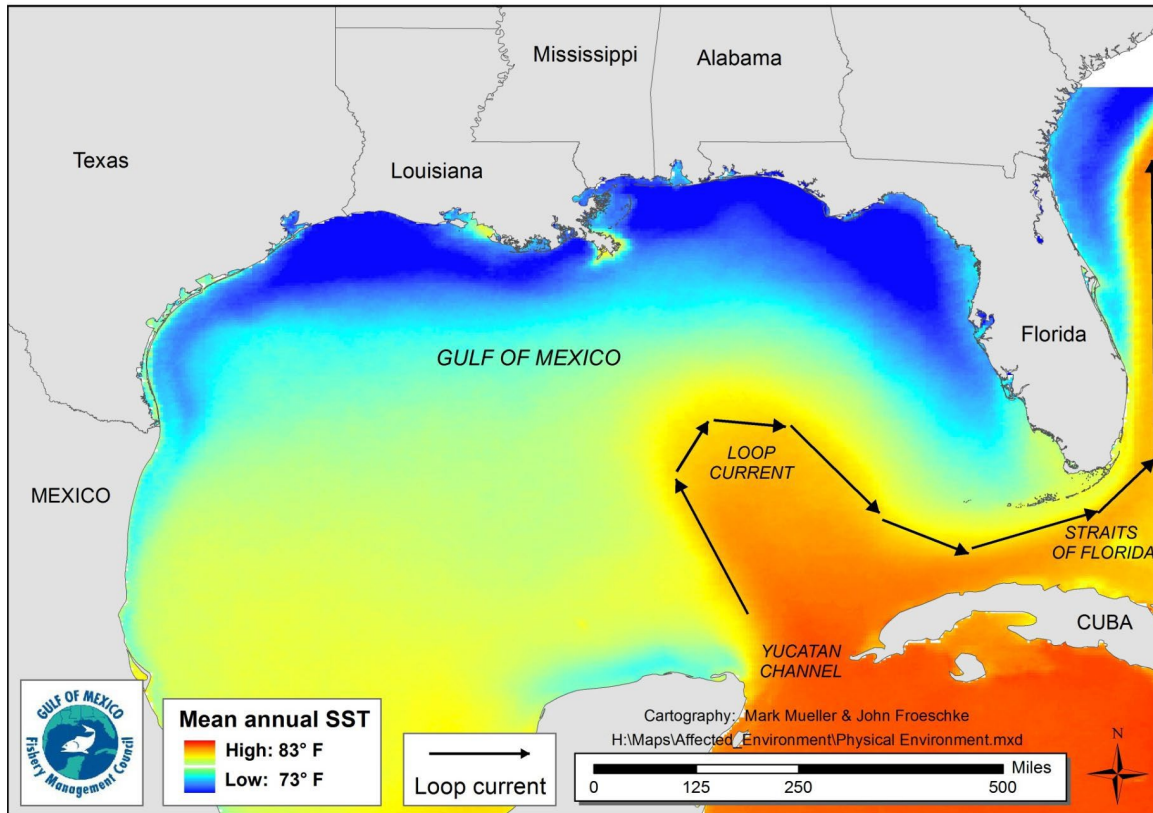 Mississippi
Alabama
Texas
Louisiana
GULF OF MEXICO
Florida
LOOP
CURRENT
MEXICO
STRAITS
OF FLORIDA
CUBA
YUCATAN
CHANNEL
GULF OF MEXICO
Fishery Management Council
Mean annual SST
High: 83° F
Low: 73° F
Loop current
Cartography: Mark Mueller & John Froeschke
H:\Maps\Affected_Environment\Physical Environment.mxd
Miles
0 125 250 500
N